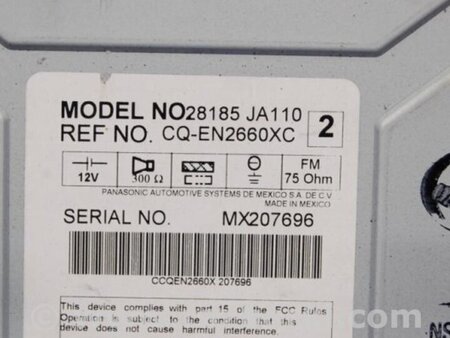 MODEL NO28185 JA110
REF NO. CQ-EN2660XC
2
12V
300 Ω
FM
75 Ohm
PANASONIC AUTOMOTIVE SYSTEMS DE MEXICO S.A DE C.V
MADE IN MEXICO
SERIAL NO. MX207696
CCQEN2660X 207696
This device complies with part 15 of the FCC Rules
Operation is subject to the condition that this
device does not cause harmful interference.
NS